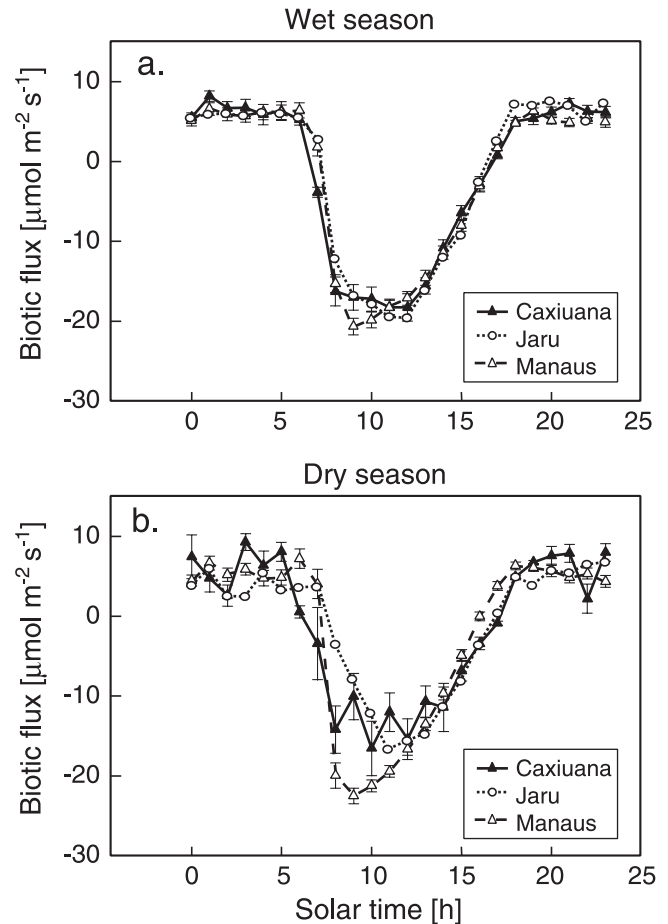 Wet season
a.
Biotic flux [µmol m⁻² s⁻¹]
10
0
-10
-20
-30
Caxiuana
Jaru
Manaus
0 5 10 15 20 25
Dry season
b.
Biotic flux [µmol m⁻² s⁻¹]
10
0
-10
-20
-30
Caxiuana
Jaru
Manaus
0 5 10 15 20 25
Solar time [h]